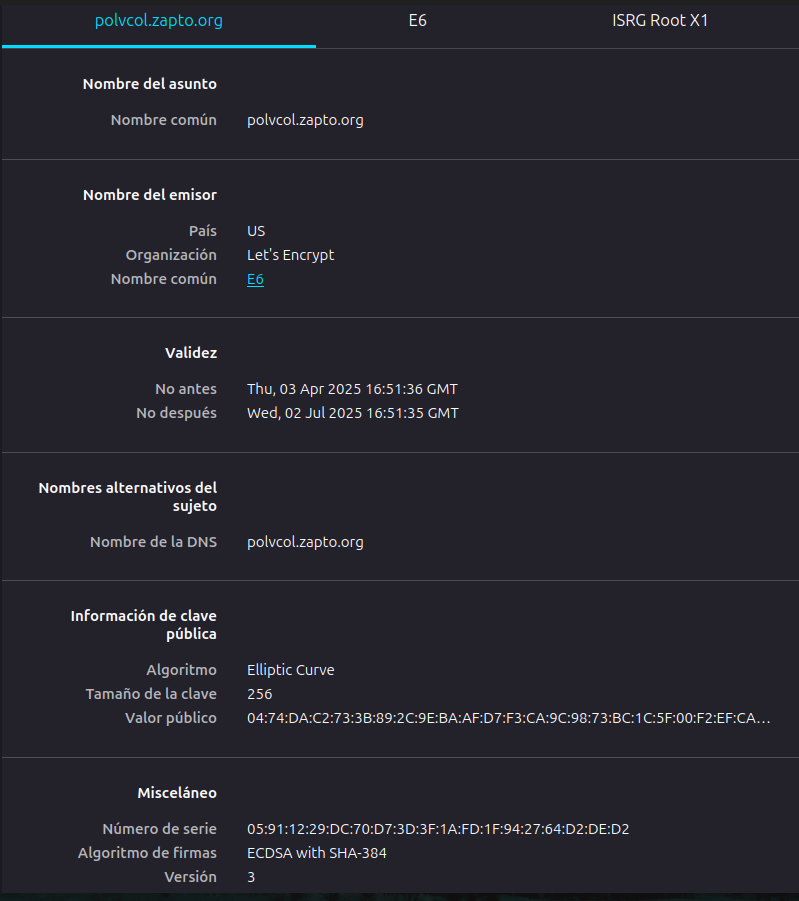 polvcol.zapto.org E6 ISRG Root X1
Nombre del asunto
Nombre común polvcol.zapto.org
Nombre del emisor
País US
Organización Let's Encrypt
Nombre común E6
Validez
No antes Thu, 03 Apr 2025 16:51:36 GMT
No después Wed, 02 Jul 2025 16:51:35 GMT
Nombres alternativos del
sujeto
Nombre de la DNS polvcol.zapto.org
Información de clave
pública
Algoritmo Elliptic Curve
Tamaño de la clave 256
Valor público 04:74:DA:C2:73:3B:89:2C:9E:BA:AF:D7:F3:CA:9C:98:73:BC:1C:5F:00:F2:EF:CA…
Misceláneo
Número de serie 05:91:12:29:DC:70:D7:3D:3F:1A:FD:1F:94:27:64:D2:DE:D2
Algoritmo de firmas ECDSA with SHA-384
Versión 3